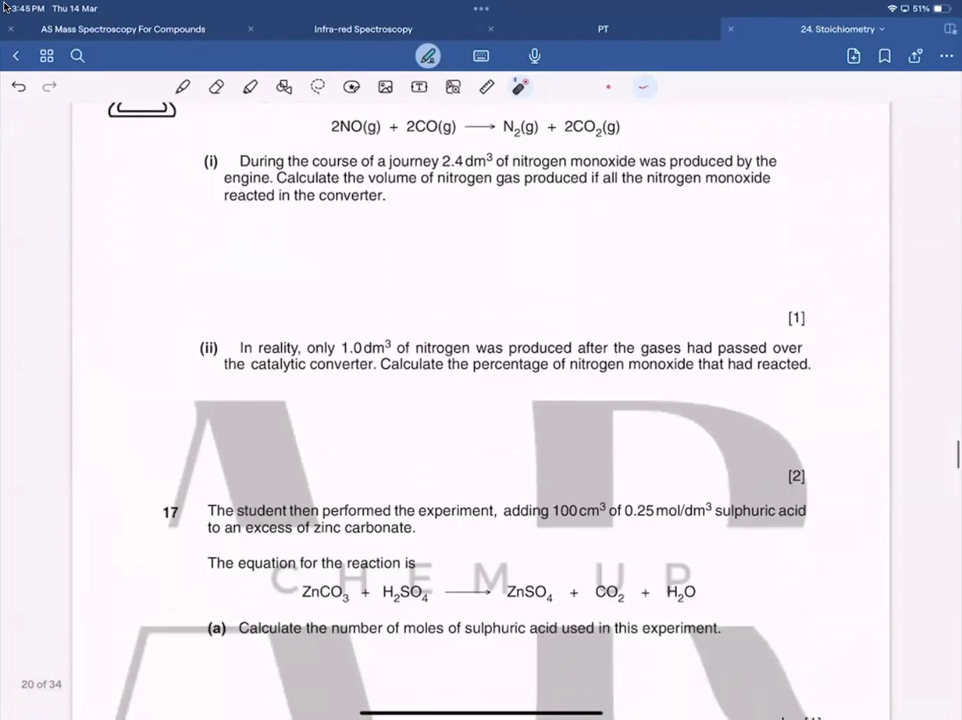 3:45 PM Thu 14 Mar
51%
AS Mass Spectroscopy For Compounds
Infra-red Spectroscopy
PT
24. Stoichiometry
2NO(g) + 2CO(g) ⟶ N₂(g) + 2CO₂(g)
(i) During the course of a journey 2.4 dm³ of nitrogen monoxide was produced by the
engine. Calculate the volume of nitrogen gas produced if all the nitrogen monoxide
reacted in the converter.
[1]
(ii) In reality, only 1.0 dm³ of nitrogen was produced after the gases had passed over
the catalytic converter. Calculate the percentage of nitrogen monoxide that had reacted.
[2]
17 The student then performed the experiment, adding 100 cm³ of 0.25 mol/dm³ sulphuric acid
to an excess of zinc carbonate.
The equation for the reaction is
CHEM UP
ZnCO₃ + H₂SO₄ ⟶ ZnSO₄ + CO₂ + H₂O
(a) Calculate the number of moles of sulphuric acid used in this experiment.
20 of 34